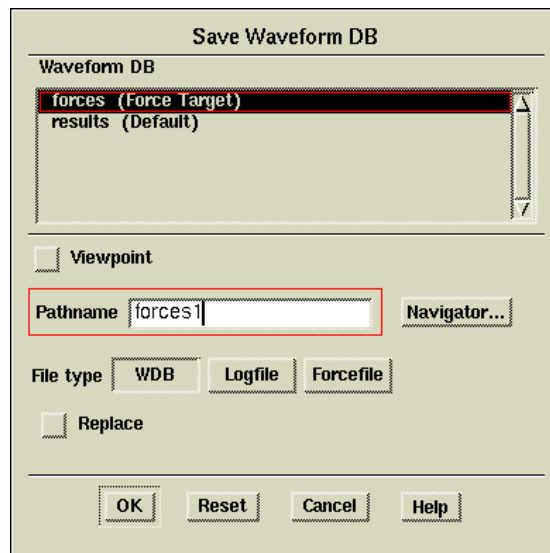 Save Waveform DB
Waveform DB
forces (Force Target)
results (Default)
Viewpoint
Pathname forces1 Navigator...
File type WDB Logfile Forcefile
Replace
OK Reset Cancel Help